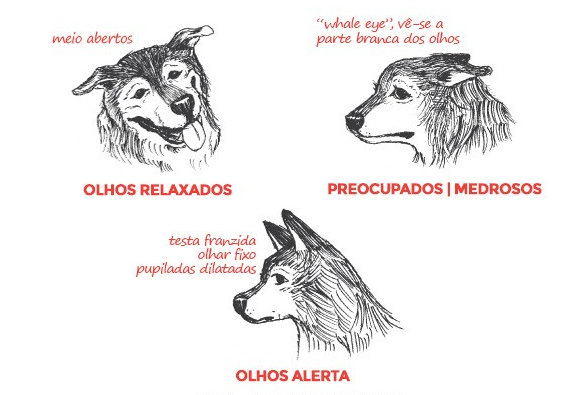 meio abertos
OLHOS RELAXADOS
"whale eye", vê-se a
parte branca dos olhos
PREOCUPADOS | MEDROSOS
testa franzida
olhar fixo
pupiladas dilatadas
OLHOS ALERTA